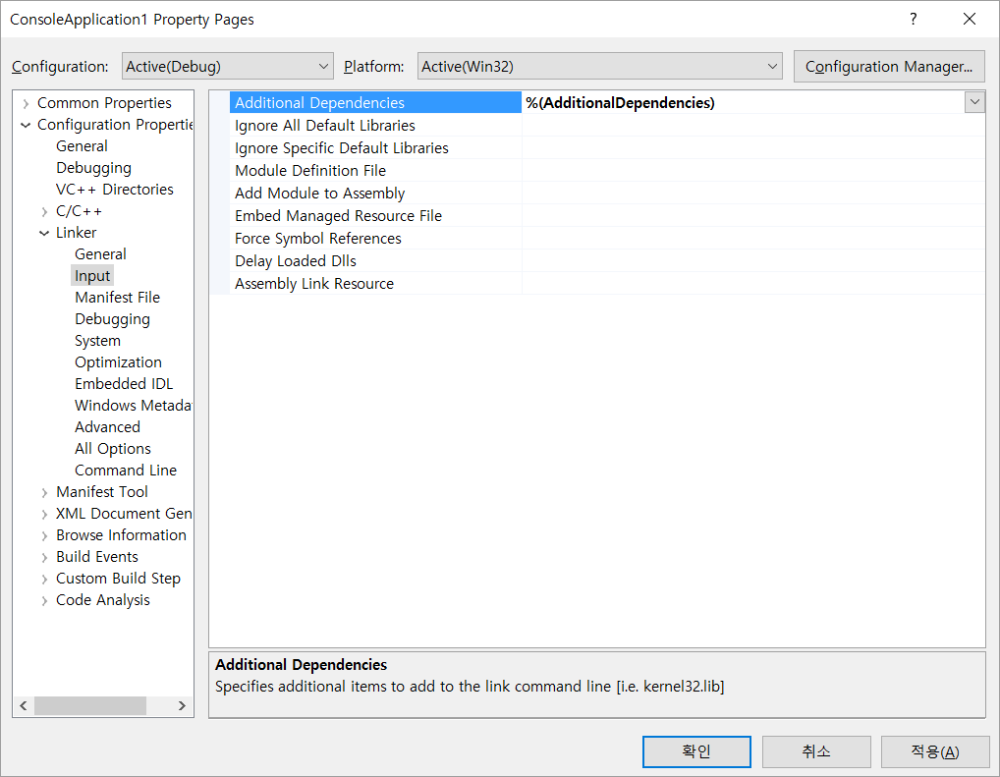 ConsoleApplication1 Property Pages
Configuration: Active(Debug) Platform: Active(Win32) Configuration Manager...
Common Properties
Configuration Propertie
General
Debugging
VC++ Directories
C/C++
Linker
General
Input
Manifest File
Debugging
System
Optimization
Embedded IDL
Windows Metada
Advanced
All Options
Command Line
Manifest Tool
XML Document Gen
Browse Information
Build Events
Custom Build Step
Code Analysis
Additional Dependencies %(AdditionalDependencies)
Ignore All Default Libraries
Ignore Specific Default Libraries
Module Definition File
Add Module to Assembly
Embed Managed Resource File
Force Symbol References
Delay Loaded Dlls
Assembly Link Resource
Additional Dependencies
Specifies additional items to add to the link command line [i.e. kernel32.lib]
확인 취소 적용(A)